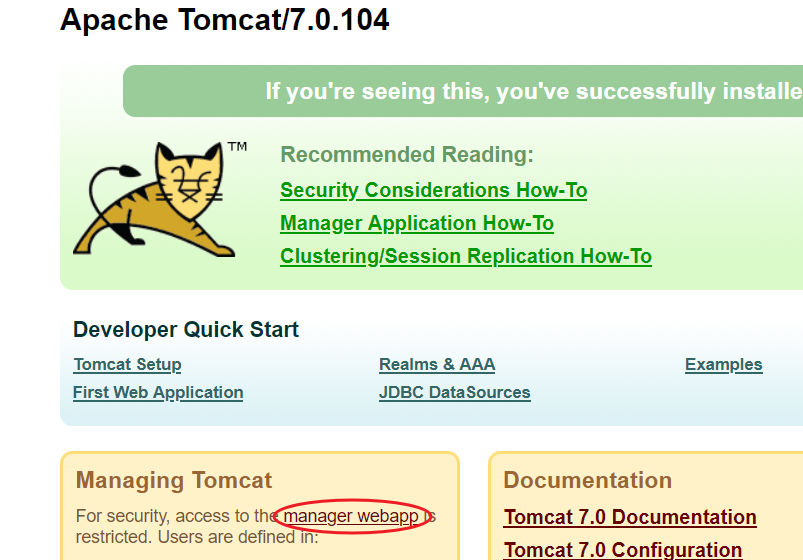 Apache Tomcat/7.0.104
If you're seeing this, you've successfully installe
TM
Recommended Reading:
Security Considerations How-To
Manager Application How-To
Clustering/Session Replication How-To
Developer Quick Start
Tomcat Setup
Realms & AAA
Examples
First Web Application
JDBC DataSources
Managing Tomcat
For security, access to the manager webapp is
restricted. Users are defined in:
Documentation
Tomcat 7.0 Documentation
Tomcat 7.0 Configuration